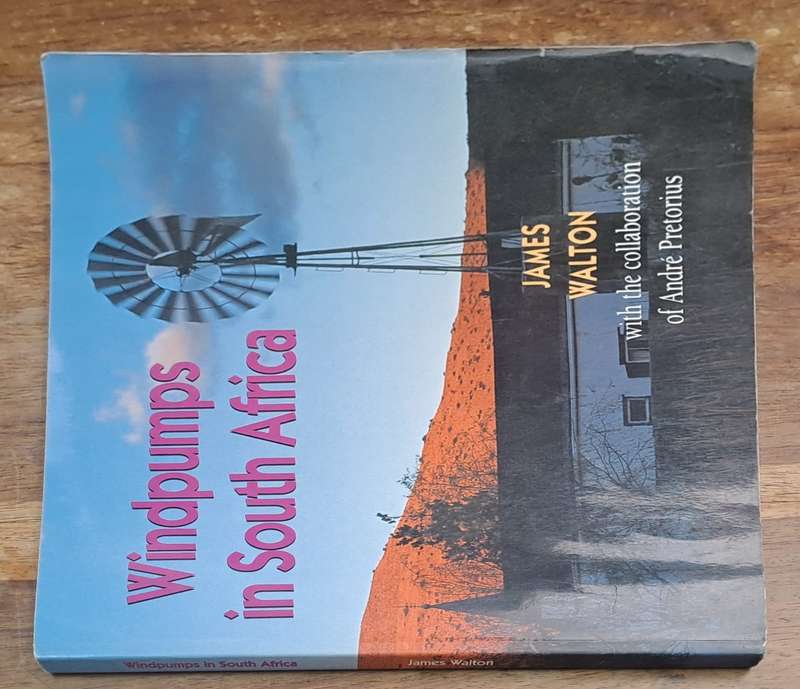 Windpumps
in South Africa
JAMES
WALTON
with the collaboration
of André Pretorius
Windpumps in South Africa
James Walton